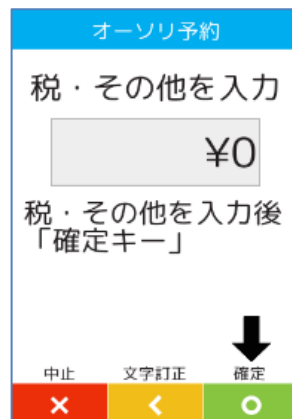 オーソリ予約
税・その他を入力
¥0
税・その他を入力後
「確定キー」
中止 文字訂正 確定